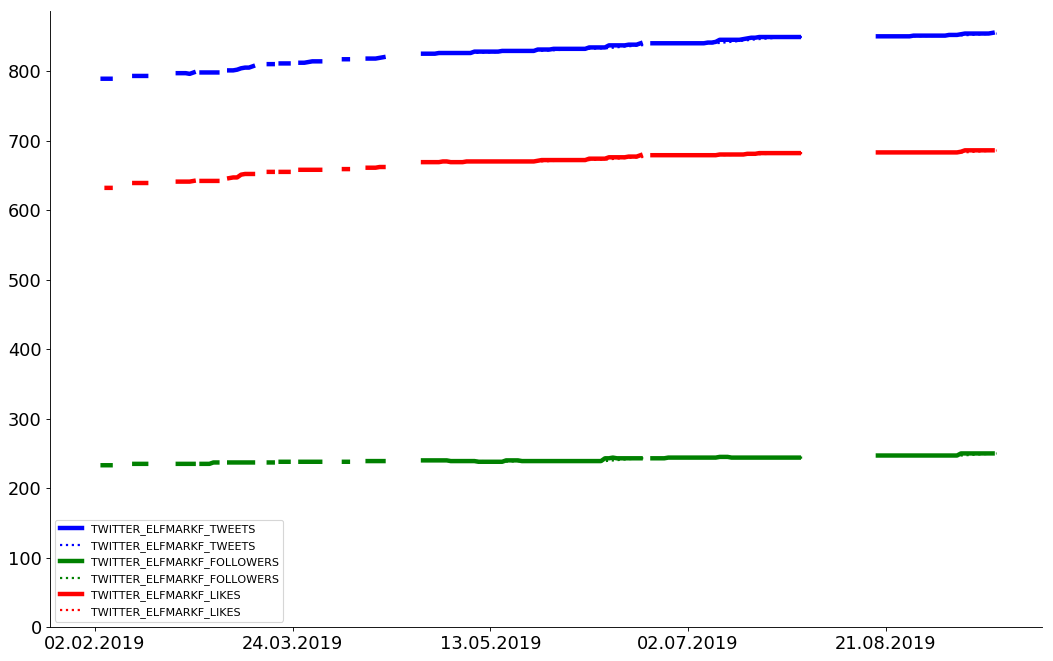 800
700
600
500
400
300
200
100
0
TWITTER_ELFMARKF_TWEETS
TWITTER_ELFMARKF_TWEETS
TWITTER_ELFMARKF_FOLLOWERS
TWITTER_ELFMARKF_FOLLOWERS
TWITTER_ELFMARKF_LIKES
TWITTER_ELFMARKF_LIKES
02.02.2019 24.03.2019 13.05.2019 02.07.2019 21.08.2019